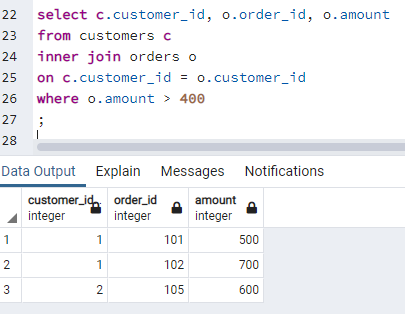 22 select c.customer_id, o.order_id, o.amount
23 from customers c
24 inner join orders o
25 on c.customer_id = o.customer_id
26 where o.amount > 400
27 ;
28
Data Output Explain Messages Notifications
customer_id order_id amount
integer integer integer
1 1 101 500
2 1 102 700
3 2 105 600